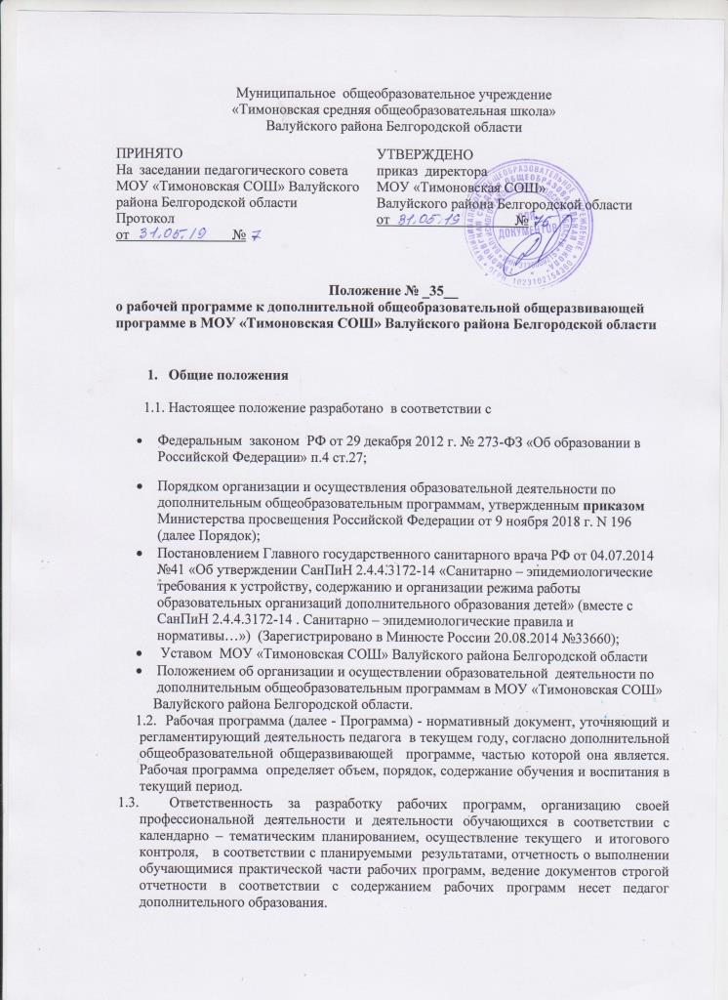 Муниципальное общеобразовательное учреждение
«Тимоновская средняя общеобразовательная школа»
Валуйского района Белгородской области
ПРИНЯТО
На заседании педагогического совета
МОУ «Тимоновская СОШ» Валуйского
района Белгородской области
Протокол
от 31.05.19 № 7
УТВЕРЖДЕНО
приказ директора
МОУ «Тимоновская СОШ»
Валуйского района Белгородской области
от 31.05.19 № 75
ДОКУМЕНТОВ
1023102154300
Положение № _35__
о рабочей программе к дополнительной общеобразовательной общеразвивающей
программе в МОУ «Тимоновская СОШ» Валуйского района Белгородской области
1. Общие положения
1.1. Настоящее положение разработано в соответствии с
• Федеральным законом РФ от 29 декабря 2012 г. № 273-ФЗ «Об образовании в
Российской Федерации» п.4 ст.27;
• Порядком организации и осуществления образовательной деятельности по
дополнительным общеобразовательным программам, утвержденным приказом
Министерства просвещения Российской Федерации от 9 ноября 2018 г. N 196
(далее Порядок);
• Постановлением Главного государственного санитарного врача РФ от 04.07.2014
№41 «Об утверждении СанПиН 2.4.4.3172-14 «Санитарно – эпидемиологические
требования к устройству, содержанию и организации режима работы
образовательных организаций дополнительного образования детей» (вместе с
СанПиН 2.4.4.3172-14 . Санитарно – эпидемиологические правила и
нормативы…») (Зарегистрировано в Минюсте России 20.08.2014 №33660);
• Уставом МОУ «Тимоновская СОШ» Валуйского района Белгородской области
• Положением об организации и осуществлении образовательной деятельности по
дополнительным общеобразовательным программам в МОУ «Тимоновская СОШ»
Валуйского района Белгородской области.
1.2. Рабочая программа (далее - Программа) - нормативный документ, уточняющий и
регламентирующий деятельность педагога в текущем году, согласно дополнительной
общеобразовательной общеразвивающей программе, частью которой она является.
Рабочая программа определяет объем, порядок, содержание обучения и воспитания в
текущий период.
1.3. Ответственность за разработку рабочих программ, организацию своей
профессиональной деятельности и деятельности обучающихся в соответствии с
календарно – тематическим планированием, осуществление текущего и итогового
контроля, в соответствии с планируемыми результатами, отчетность о выполнении
обучающимися практической части рабочих программ, ведение документов строгой
отчетности в соответствии с содержанием рабочих программ несет педагог
дополнительного образования.